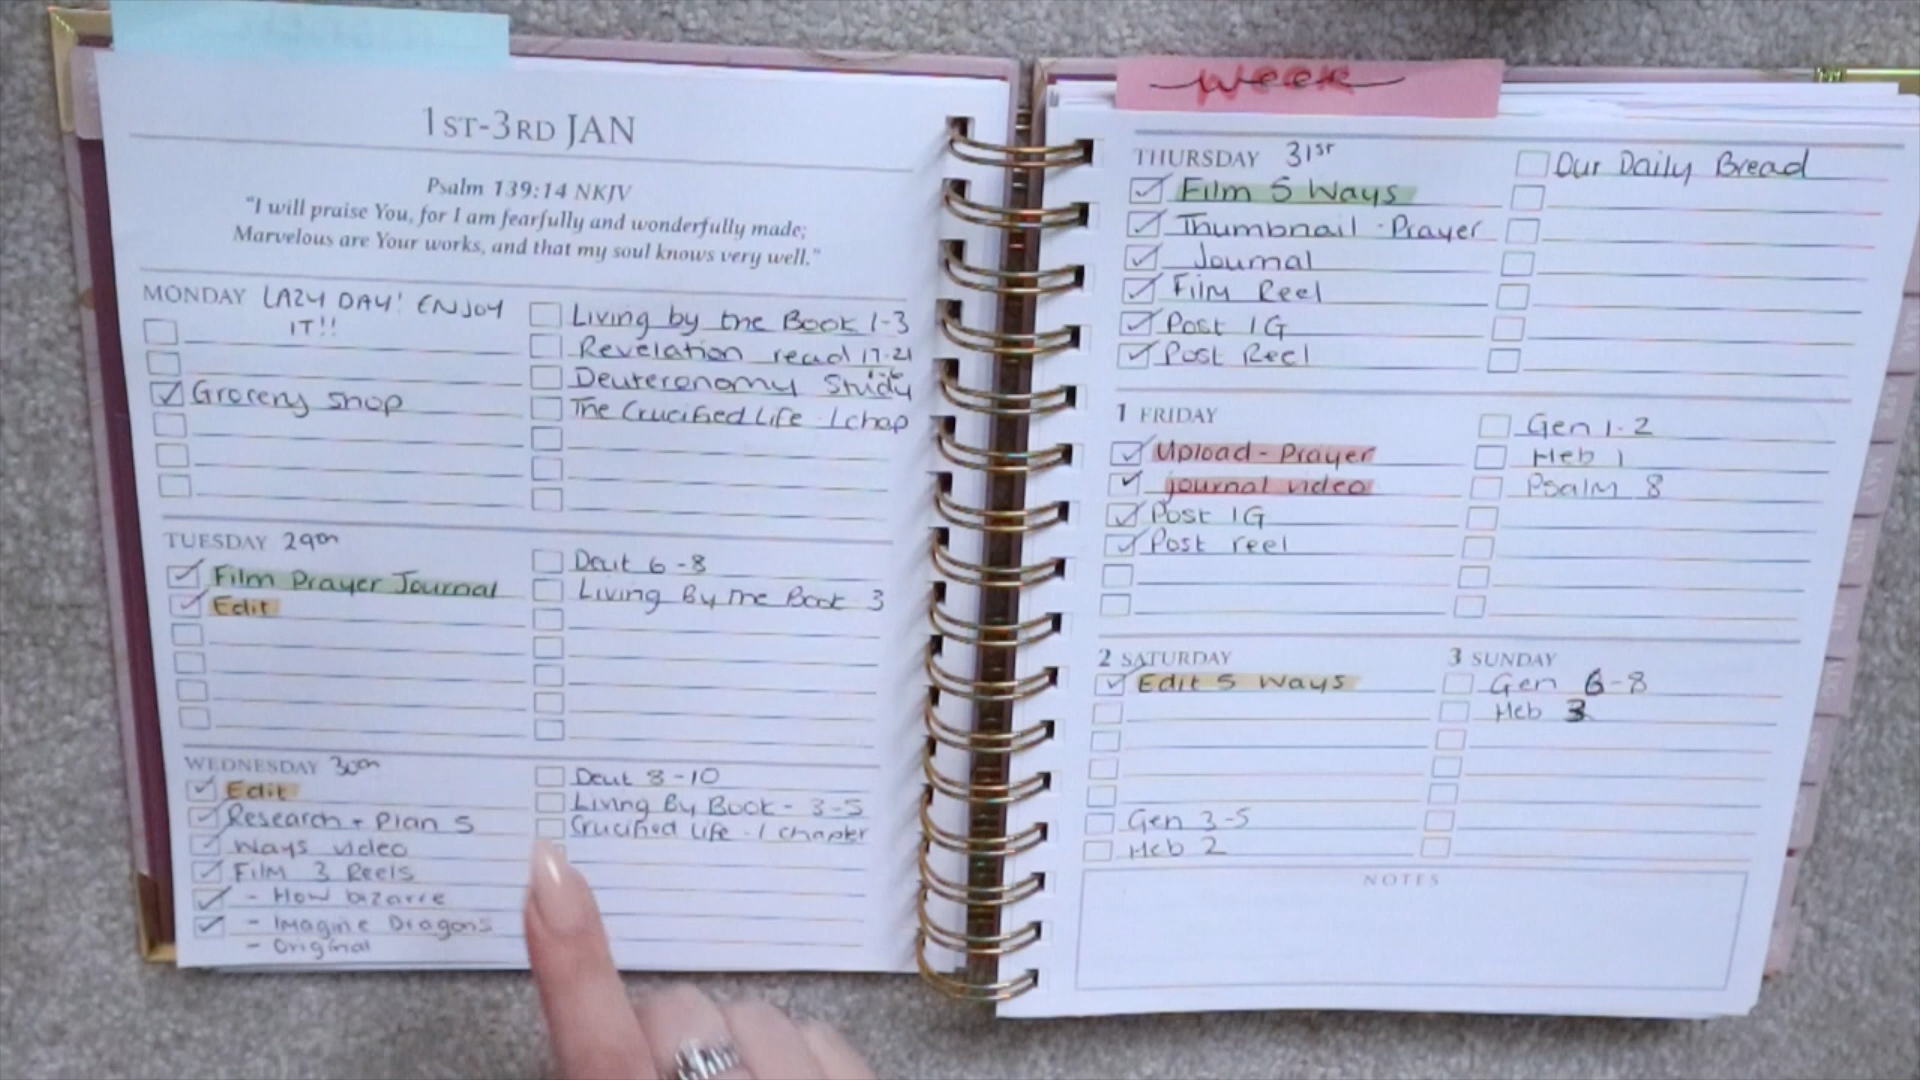 week
1ST-3RD JAN
Psalm 139:14 NKJV
"I will praise You, for I am fearfully and wonderfully made;
Marvelous are Your works, and that my soul knows very well."
MONDAY LAZY DAY! ENJOY
IT!!
Grocery shop
Living by the Book 1-3
Revelation read 17-21
Deuteronomy Study 1-6
The Crucified Life - 1 chap
TUESDAY 29th
Film Prayer Journal
Edit
Deut 6-8
Living By the Book 3
WEDNESDAY 30th
Edit
Research + Plan 5
Ways video
Film 3 Reels
- How bizarre
- Imagine Dragons
- Original
Deut 8-10
Living By Book - 3-5
Crucified Life - 1 chapter
THURSDAY 31st
Film 5 Ways
Thumbnail - Prayer
Journal
Film Reel
Post IG
Post Reel
Our Daily Bread
1 FRIDAY
Upload - Prayer
journal video
Post IG
Post reel
Gen 1-2
Heb 1
Psalm 8
2 SATURDAY
Edit 5 Ways
Gen 3-5
Heb 2
3 SUNDAY
Gen 6-8
Heb 3
NOTES